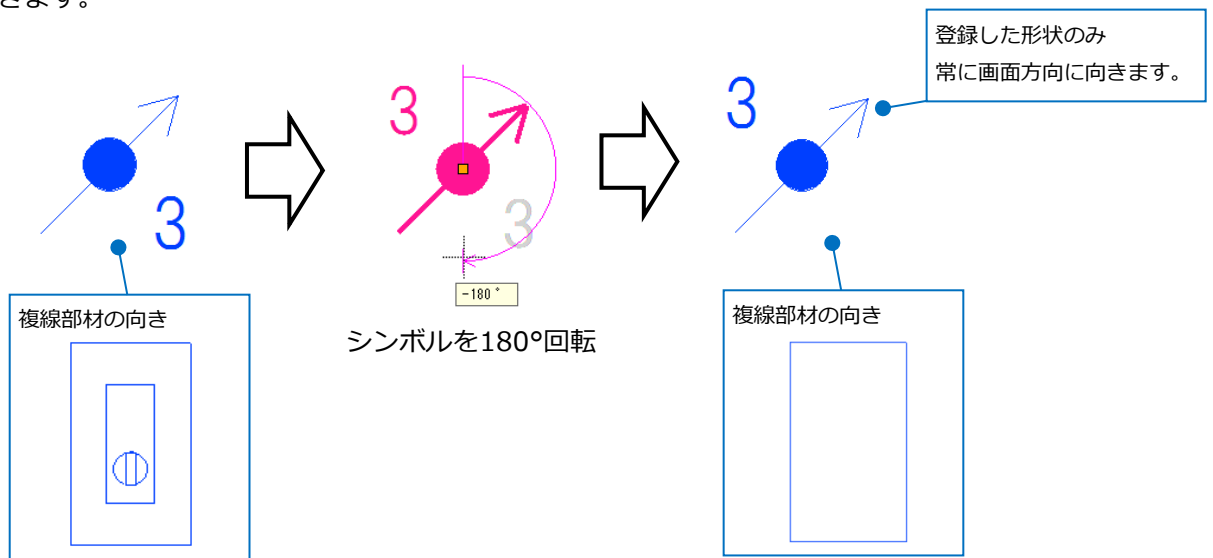 きます。
登録した形状のみ
常に画面方向に向きます。
3
3
3
3
-180 °
シンボルを180°回転
複線部材の向き
複線部材の向き